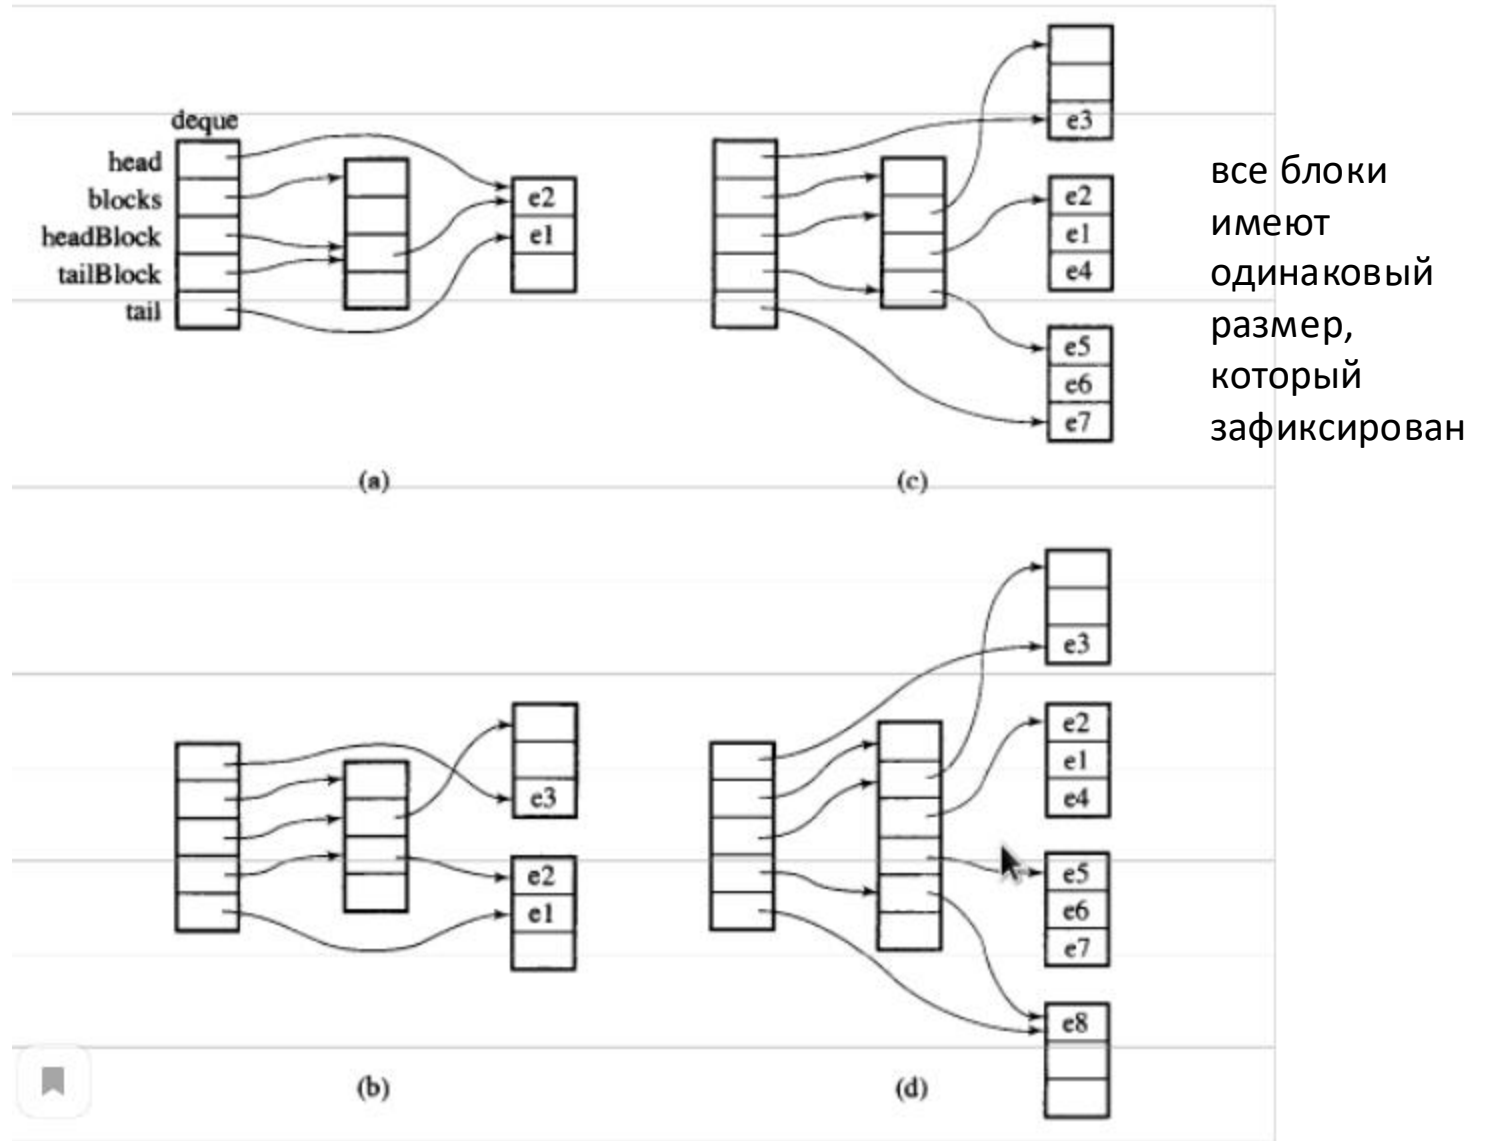 deque
head
blocks
headBlock
tailBlock
tail
e2
e1
(a)
e3
e2
e1
e4
e5
e6
e7
(c)
все блоки
имеют
одинаковый
размер,
который
зафиксирован
e3
e2
e1
(b)
e3
e2
e1
e4
e5
e6
e7
e8
(d)